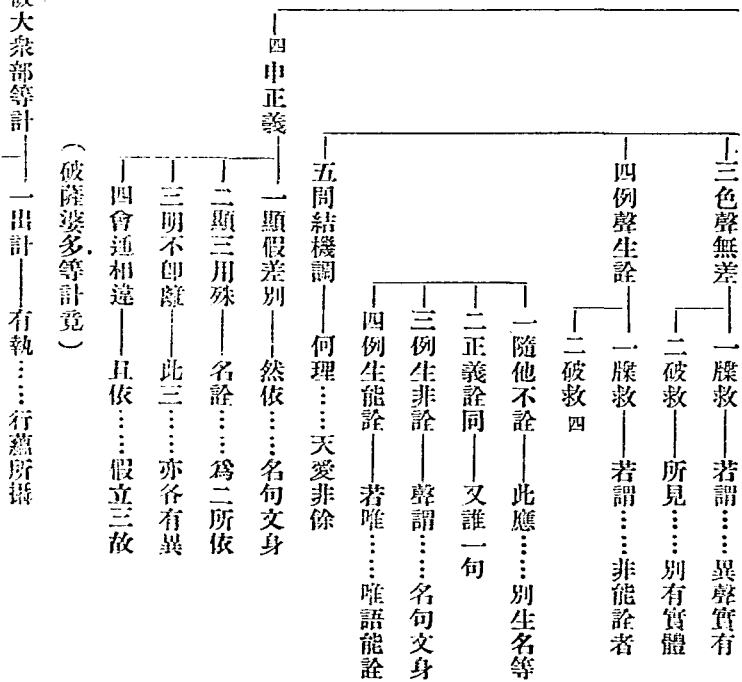 三色聲無差
一牒救
若謂……異聲實有
二破救
所見……別有實體
四例聲生詮
一牒救
若謂……非能詮者
二破救 四
一隨他不詮
此應……別生名等
二正義詮同
又誰一句
三例生非詮
聲謂……名句文身
四例生能詮
若唯……唯語能詮
五問結機調
何理……天愛非餘
四申正義
一顯假差別
然依……名句文身
二顯三用殊
名詮……爲二所依
三明不卽離
此三……亦各有異
四會通相違
且依……假立三故
(破薩婆多等計竟)
大衆部等計
一出計
有執……行蘊所攝